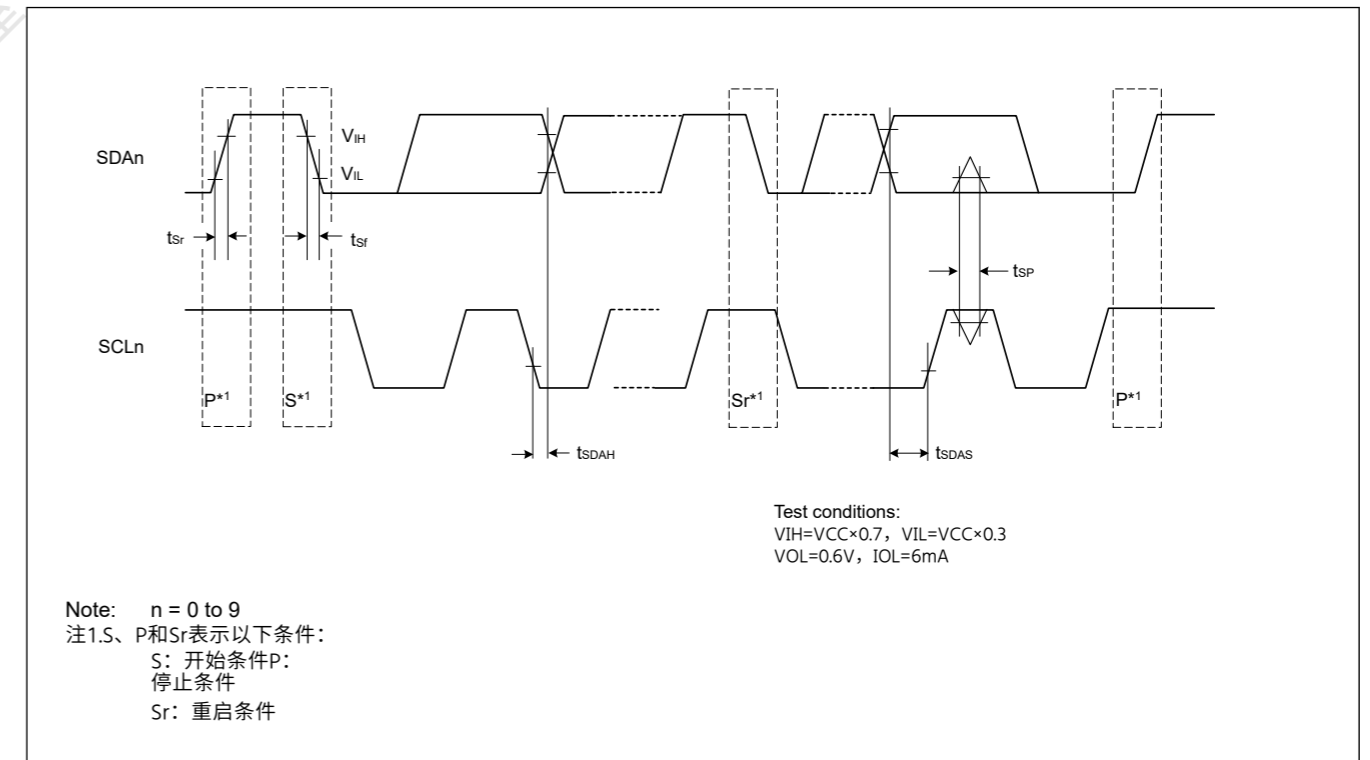 SDAn
VIH
VIL
tSr
tSf
tSP
SCLn
P*1
S*1
Sr*1
P*1
tSDAH
tSDAS
Test conditions:
VIH=VCC×0.7，VIL=VCC×0.3
VOL=0.6V，IOL=6mA
Note: n = 0 to 9
注1.S、P和Sr表示以下条件：
S：开始条件P：
停止条件
Sr：重启条件